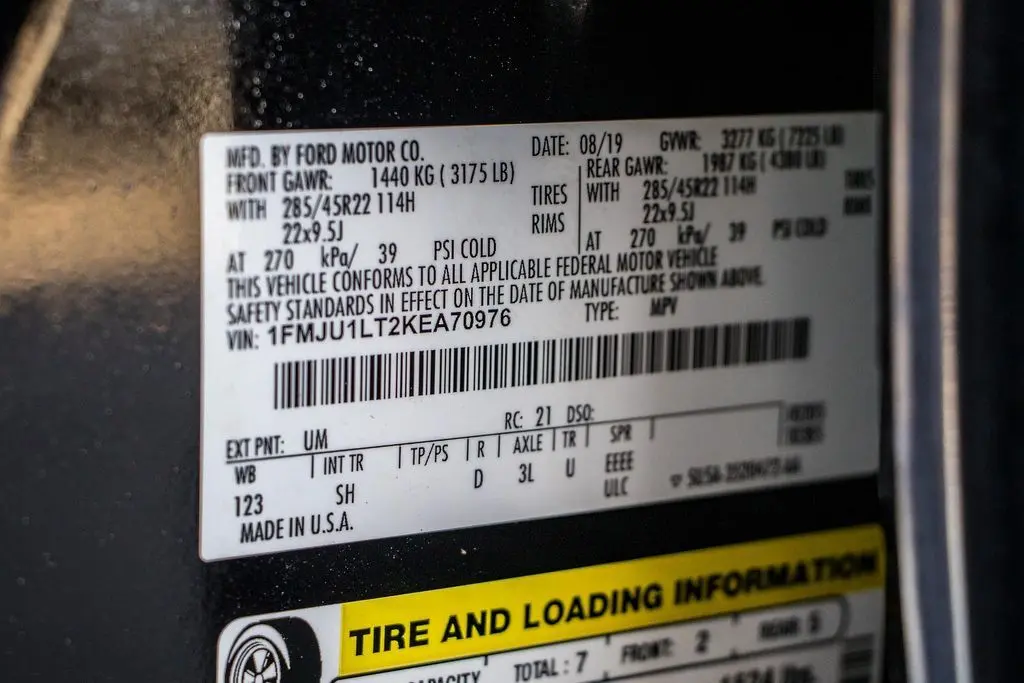 MFD. BY FORD MOTOR CO. DATE: 08/19 GVWR: 3277 KG (7225 LB)
FRONT GAWR: 1440 KG (3175 LB) REAR GAWR: 1987 KG (4380 LB)
WITH 285/45R22 114H TIRES WITH 285/45R22 114H TIRES
22x9.5J RIMS 22x9.5J RIMS
AT 270 kPa/ 39 PSI COLD AT 270 kPa/ 39 PSI COLD
THIS VEHICLE CONFORMS TO ALL APPLICABLE FEDERAL MOTOR VEHICLE
SAFETY STANDARDS IN EFFECT ON THE DATE OF MANUFACTURE SHOWN ABOVE.
VIN: 1FMJU1LT2KEA70976 TYPE: MPV
EXT PNT: UM RC: 21 DSO:
WB INT TR TP/PS R AXLE TR SPR
123 SH D 3L U EEEE
ULC
MADE IN U.S.A.
TIRE AND LOADING INFORMATION
TOTAL: 7 FRONT: 2 REAR 5